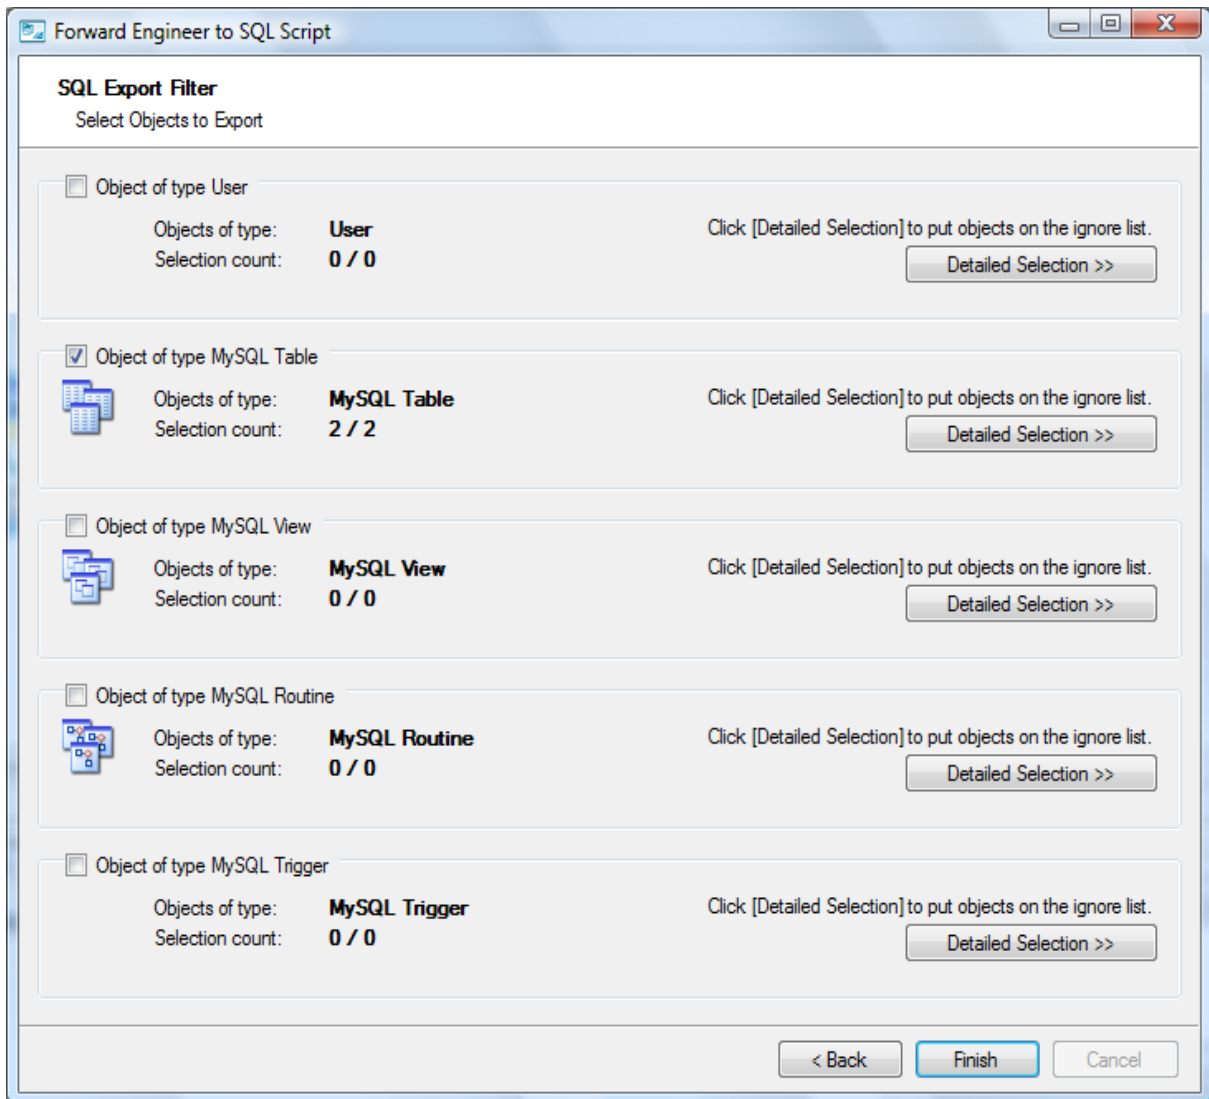 Forward Engineer to SQL Script
SQL Export Filter
Select Objects to Export
Object of type User
Objects of type: User Click [Detailed Selection] to put objects on the ignore list.
Selection count: 0 / 0 Detailed Selection >>
Object of type MySQL Table
Objects of type: MySQL Table Click [Detailed Selection] to put objects on the ignore list.
Selection count: 2 / 2 Detailed Selection >>
Object of type MySQL View
Objects of type: MySQL View Click [Detailed Selection] to put objects on the ignore list.
Selection count: 0 / 0 Detailed Selection >>
Object of type MySQL Routine
Objects of type: MySQL Routine Click [Detailed Selection] to put objects on the ignore list.
Selection count: 0 / 0 Detailed Selection >>
Object of type MySQL Trigger
Objects of type: MySQL Trigger Click [Detailed Selection] to put objects on the ignore list.
Selection count: 0 / 0 Detailed Selection >>
< Back Finish Cancel